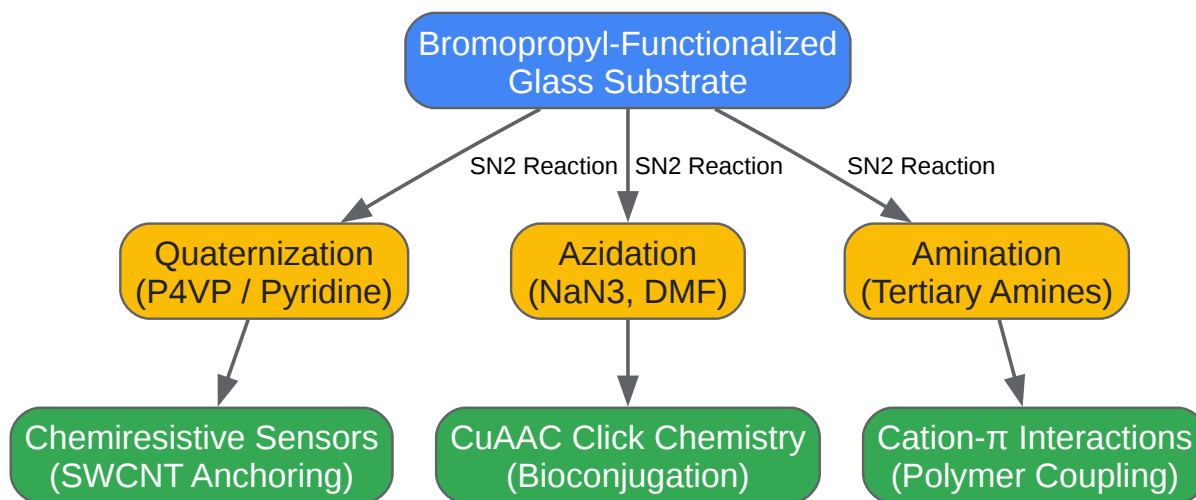 Bromopropyl-Functionalized
Glass Substrate
SN2 Reaction
SN2 Reaction
SN2 Reaction
Quaternization
(P4VP / Pyridine)
Azidation
(NaN3, DMF)
Amination
(Tertiary Amines)
Chemiresistive Sensors
(SWCNT Anchoring)
CuAAC Click Chemistry
(Bioconjugation)
Cation-π Interactions
(Polymer Coupling)